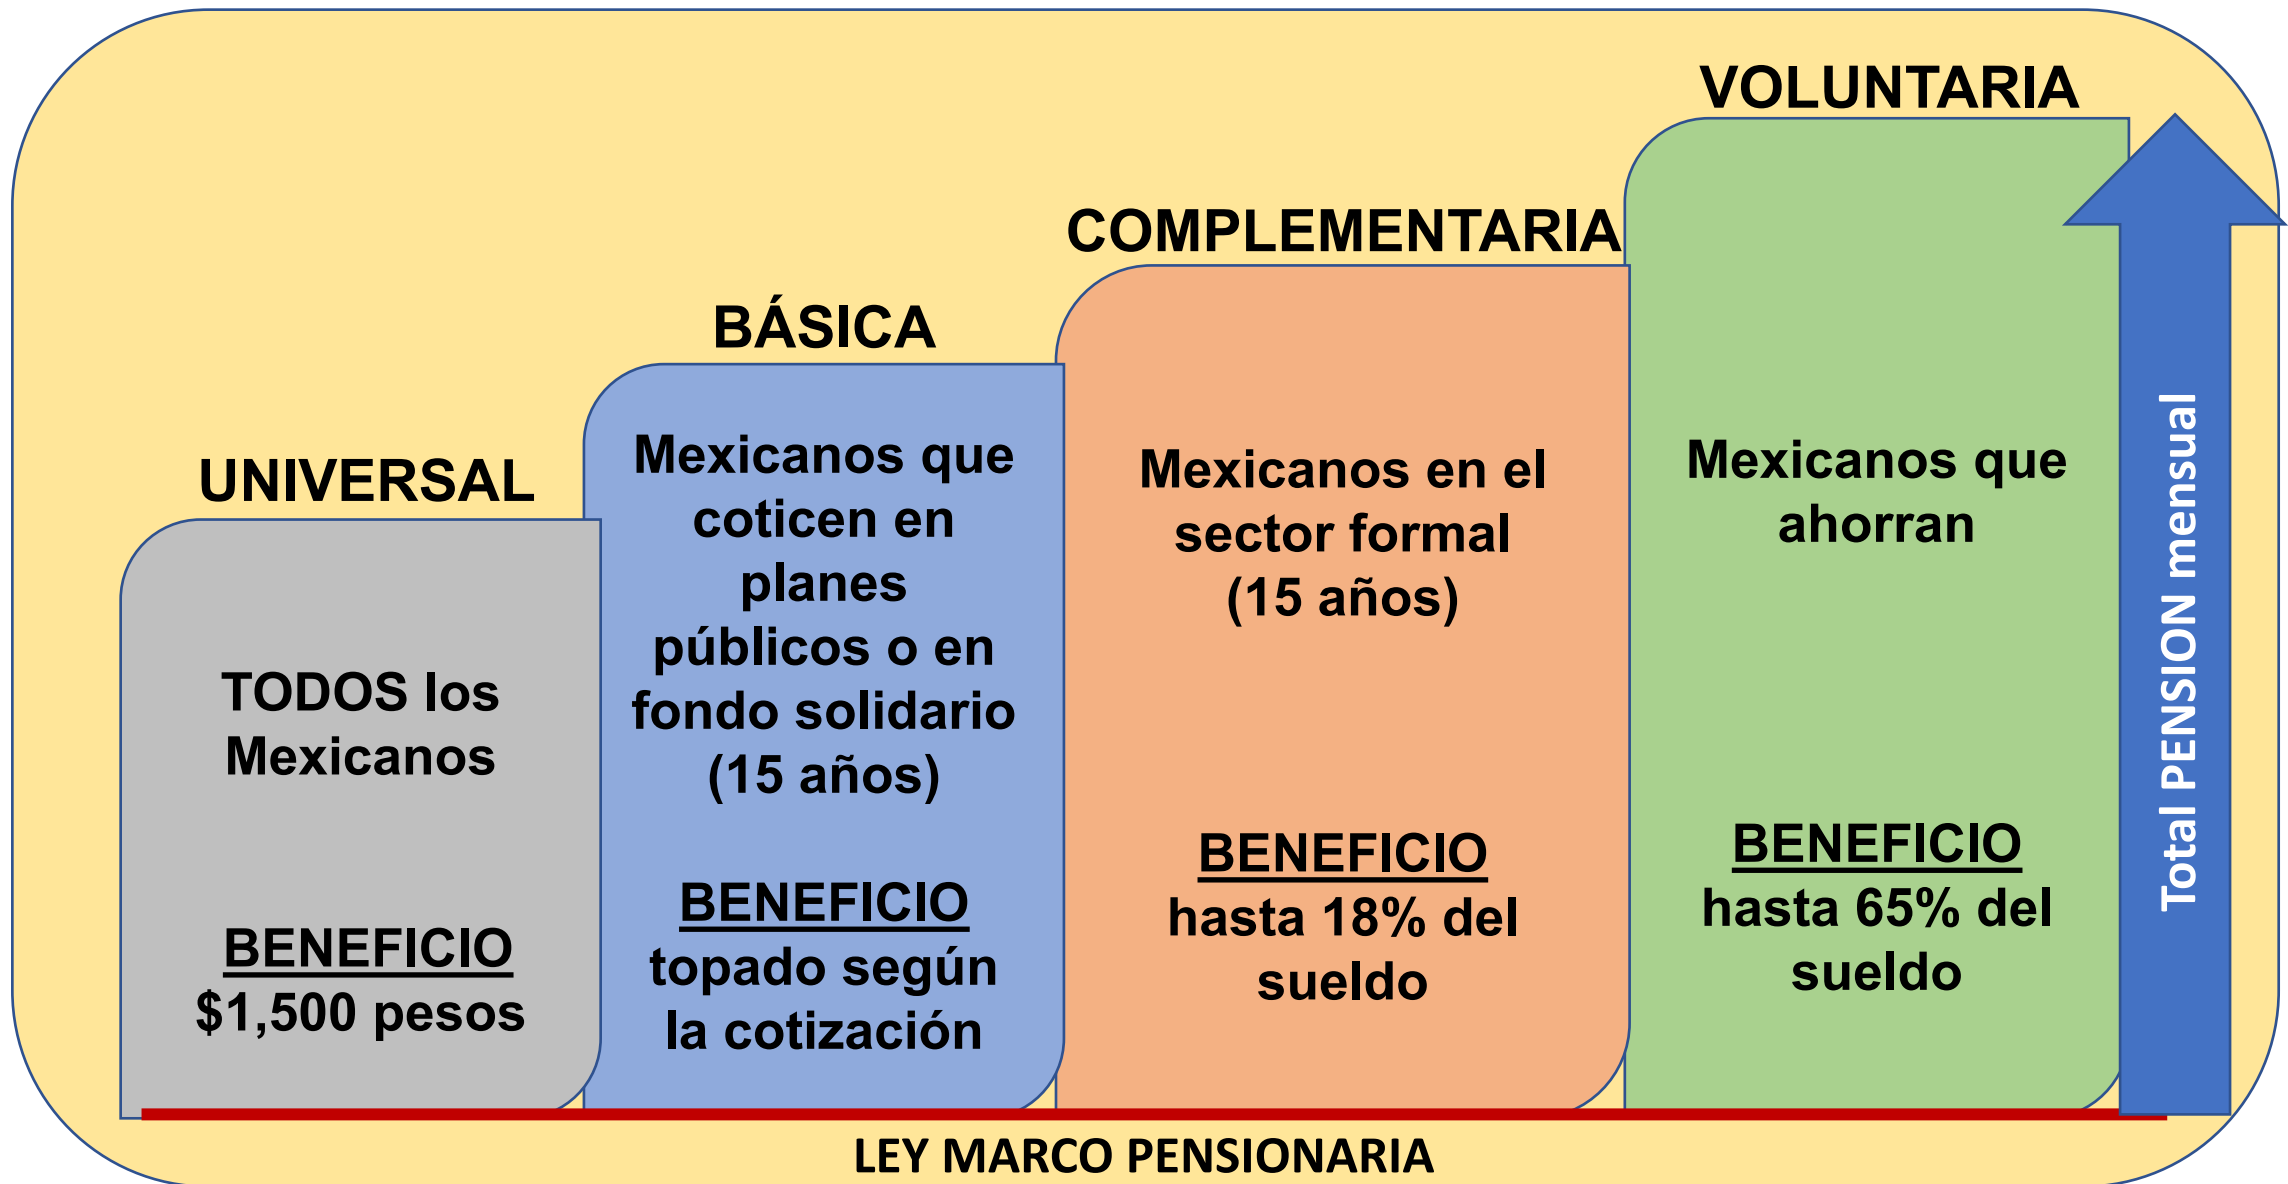 UNIVERSAL
TODOS los
Mexicanos
BENEFICIO
$1,500 pesos
BÁSICA
Mexicanos que
coticen en
planes
públicos o en
fondo solidario
(15 años)
BENEFICIO
topado según
la cotización
COMPLEMENTARIA
Mexicanos en el
sector formal
(15 años)
BENEFICIO
hasta 18% del
sueldo
VOLUNTARIA
Mexicanos que
ahorran
BENEFICIO
hasta 65% del
sueldo
Total PENSION mensual
LEY MARCO PENSIONARIA